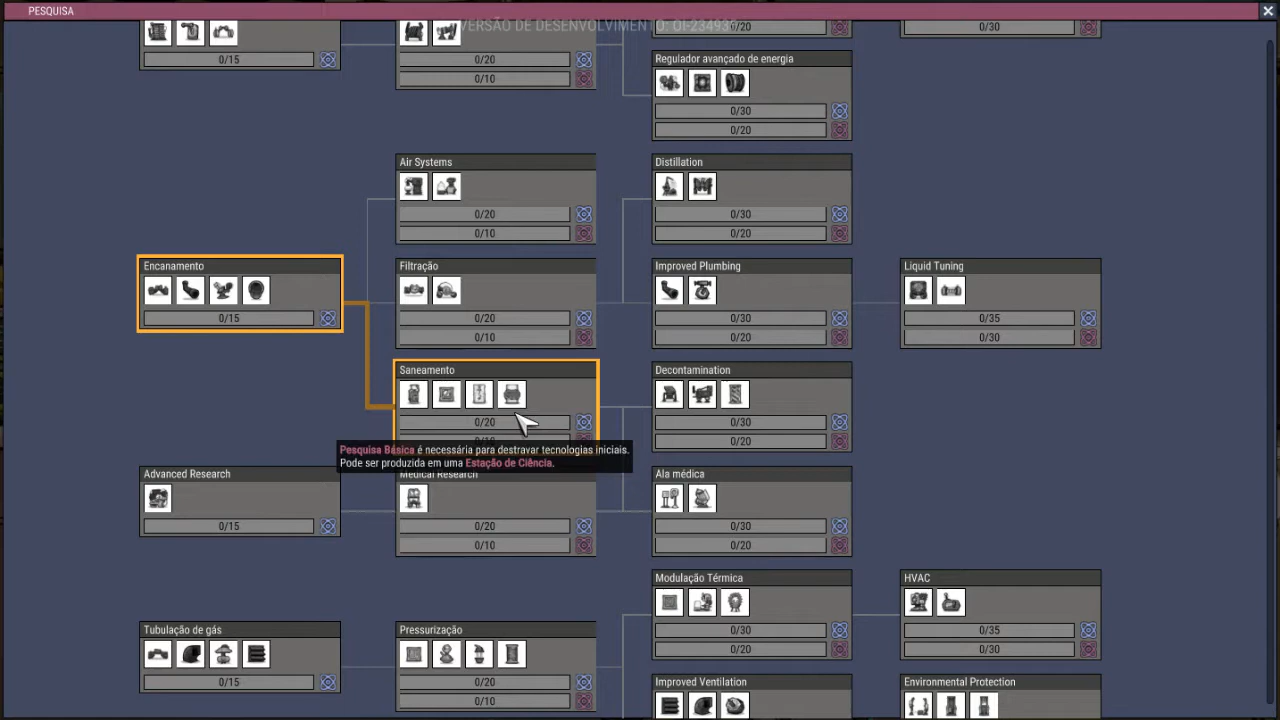 PESQUISA
VERSÃO DE DESENVOLVIMENTO: OI-23493
0/20
0/30
0/15
0/20
0/10
Regulador avançado de energia
0/30
0/20
Air Systems
0/20
0/10
Distillation
0/30
0/20
Encanamento
0/15
Filtração
0/20
0/10
Improved Plumbing
0/30
0/20
Liquid Tuning
0/35
0/30
Saneamento
0/20
Decontamination
0/30
0/20
Pesquisa Básica é necessária para destravar tecnologias iniciais.
Pode ser produzida em uma Estação de Ciência.
Advanced Research
0/15
Medical Research
0/20
0/10
Ala médica
0/30
0/20
Modulação Térmica
0/30
0/20
HVAC
0/35
0/30
Tubulação de gás
0/15
Pressurização
0/20
0/10
Improved Ventilation
Environmental Protection